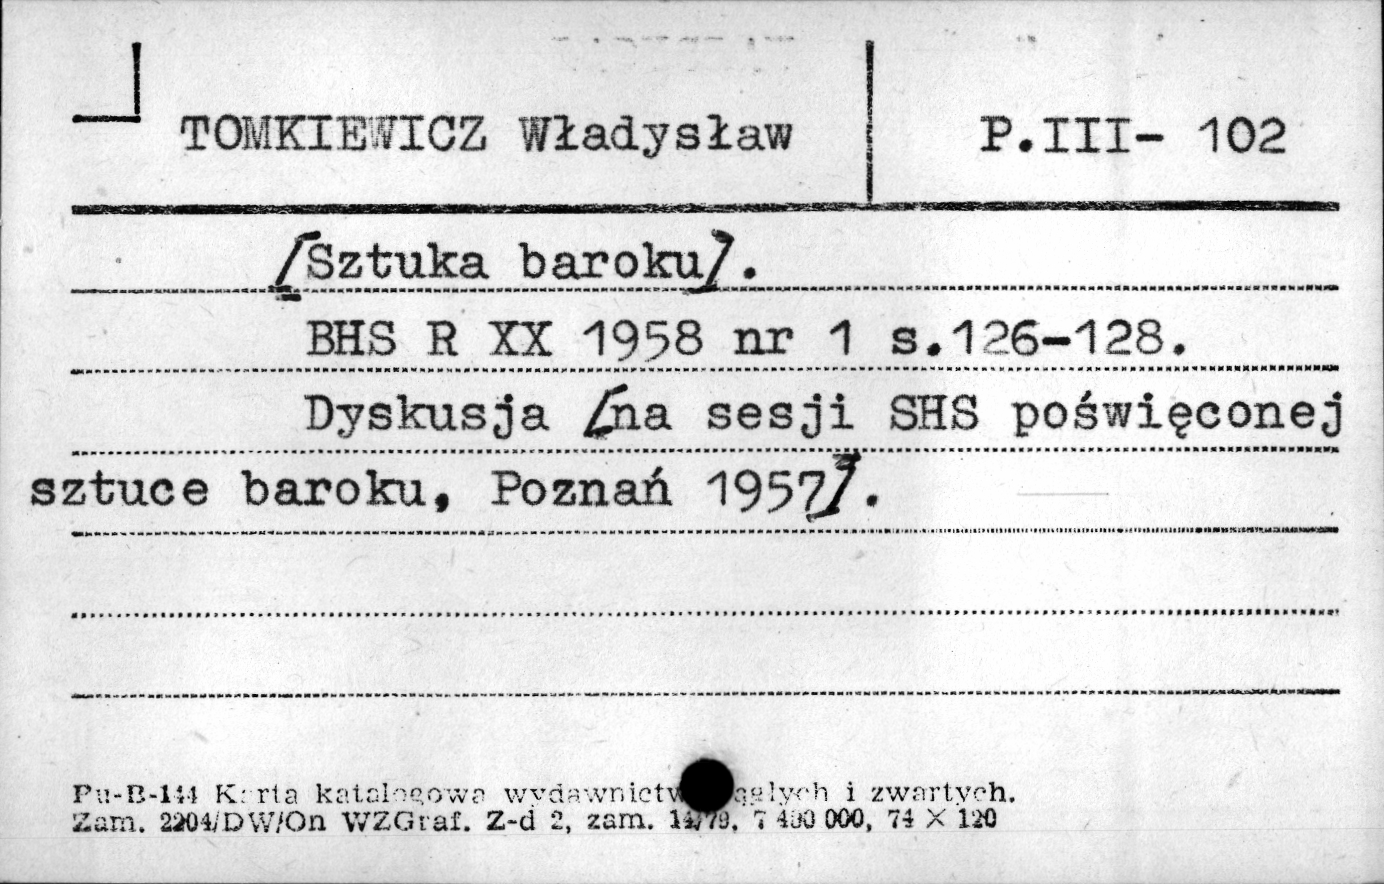 TOMKIEWICZ Władysław P.III- 102
[Sztuka baroku].
BHS R XX 1958 nr 1 s.126-128.
Dyskusja [na sesji SHS poświęconej
sztuce baroku, Poznań 1957].
Pu-B-144 Karta katalogowa wydawnictw ciągłych i zwartych.
Zam. 2204/DW/On WZGraf. Z-d 2, zam. 14/79, 7 400 000, 74 X 120